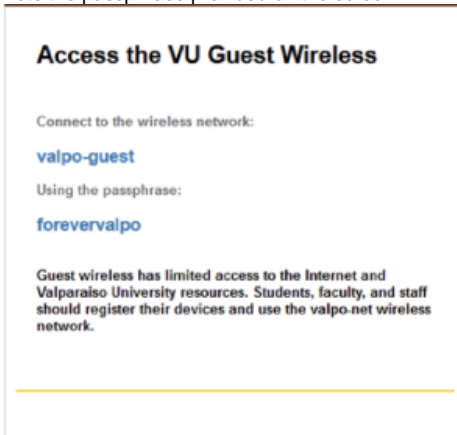 Access the VU Guest Wireless
Connect to the wireless network:
valpo-guest
Using the passphrase:
forevervalpo
Guest wireless has limited access to the Internet and
Valparaiso University resources. Students, faculty, and staff
should register their devices and use the valpo-net wireless
network.